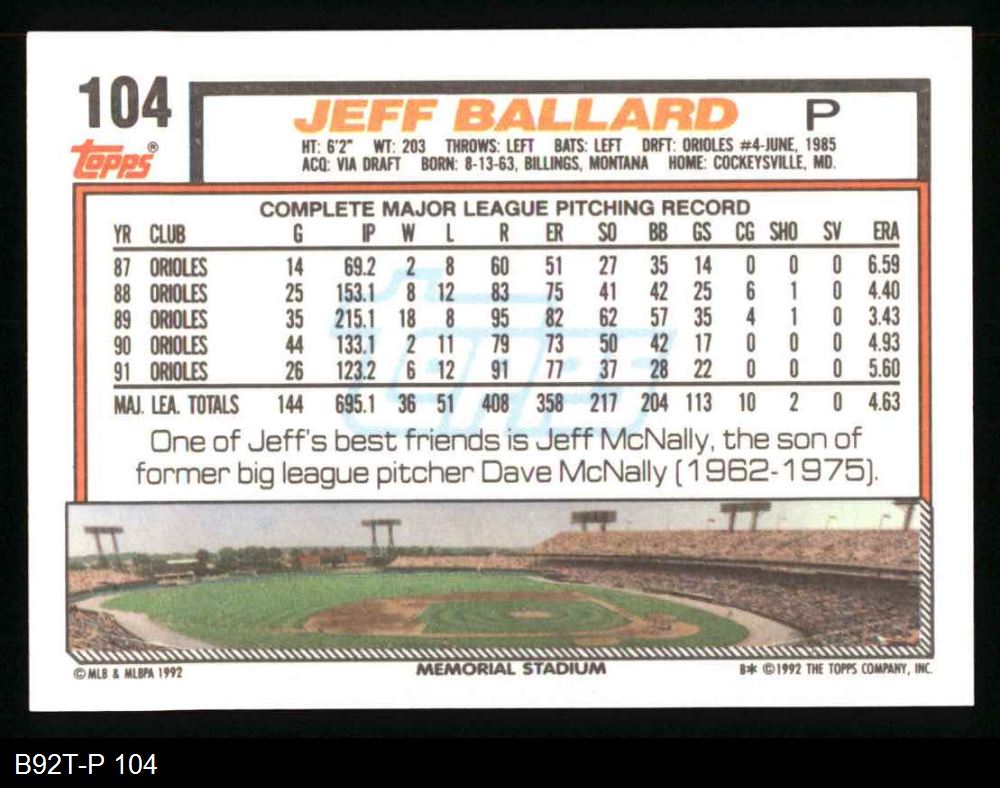 104
topps®
JEFF BALLARD P
HT: 6'2" WT: 203 THROWS: LEFT BATS: LEFT DRFT: ORIOLES #4-JUNE, 1985
ACQ: VIA DRAFT BORN: 8-13-63, BILLINGS, MONTANA HOME: COCKEYSVILLE, MD.
COMPLETE MAJOR LEAGUE PITCHING RECORD
YR CLUB G IP W L R ER SO BB GS CG SHO SV ERA
87 ORIOLES 14 69.2 2 8 60 51 27 35 14 0 0 0 6.59
88 ORIOLES 25 153.1 8 12 83 75 41 42 25 6 1 0 4.40
89 ORIOLES 35 215.1 18 8 95 82 62 57 35 4 1 0 3.43
90 ORIOLES 44 133.1 2 11 79 73 50 42 17 0 0 0 4.93
91 ORIOLES 26 123.2 6 12 91 77 37 28 22 0 0 0 5.60
MAJ. LEA. TOTALS 144 695.1 36 51 408 358 217 204 113 10 2 0 4.63
topps
One of Jeff's best friends is Jeff McNally, the son of
former big league pitcher Dave McNally (1962-1975).
© MLB & MLBPA 1992 MEMORIAL STADIUM B* © 1992 THE TOPPS COMPANY, INC.
B92T-P 104